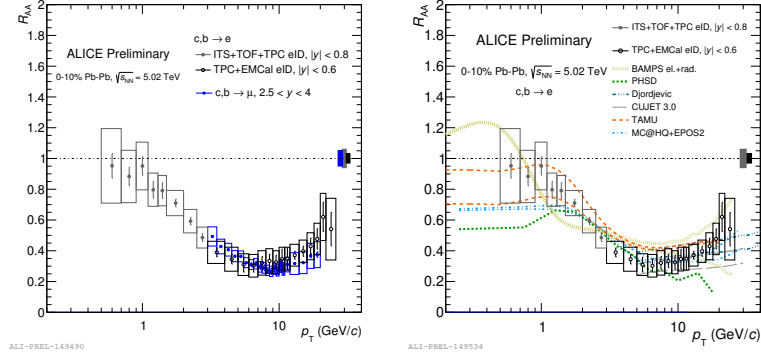 R_AA
2
1.8
1.6
1.4
1.2
1
0.8
0.6
0.4
0.2
0
c,b → e
ALICE Preliminary
ITS+TOF+TPC eID, |y| < 0.8
TPC+EMCal eID, |y| < 0.6
0-10% Pb-Pb, √s_NN = 5.02 TeV
c,b → μ, 2.5 < y < 4
1
10
p_T (GeV/c)
ALI-PREL-149490
R_AA
2
1.8
1.6
1.4
1.2
1
0.8
0.6
0.4
0.2
0
ALICE Preliminary
0-10% Pb-Pb, √s_NN = 5.02 TeV
c,b → e
ITS+TOF+TPC eID, |y| < 0.8
TPC+EMCal eID, |y| < 0.6
BAMPS el.+rad.
PHSD
Djordjevic
CUJET 3.0
TAMU
MC@HQ+EPOS2
1
10
p_T (GeV/c)
ALI-PREL-149534